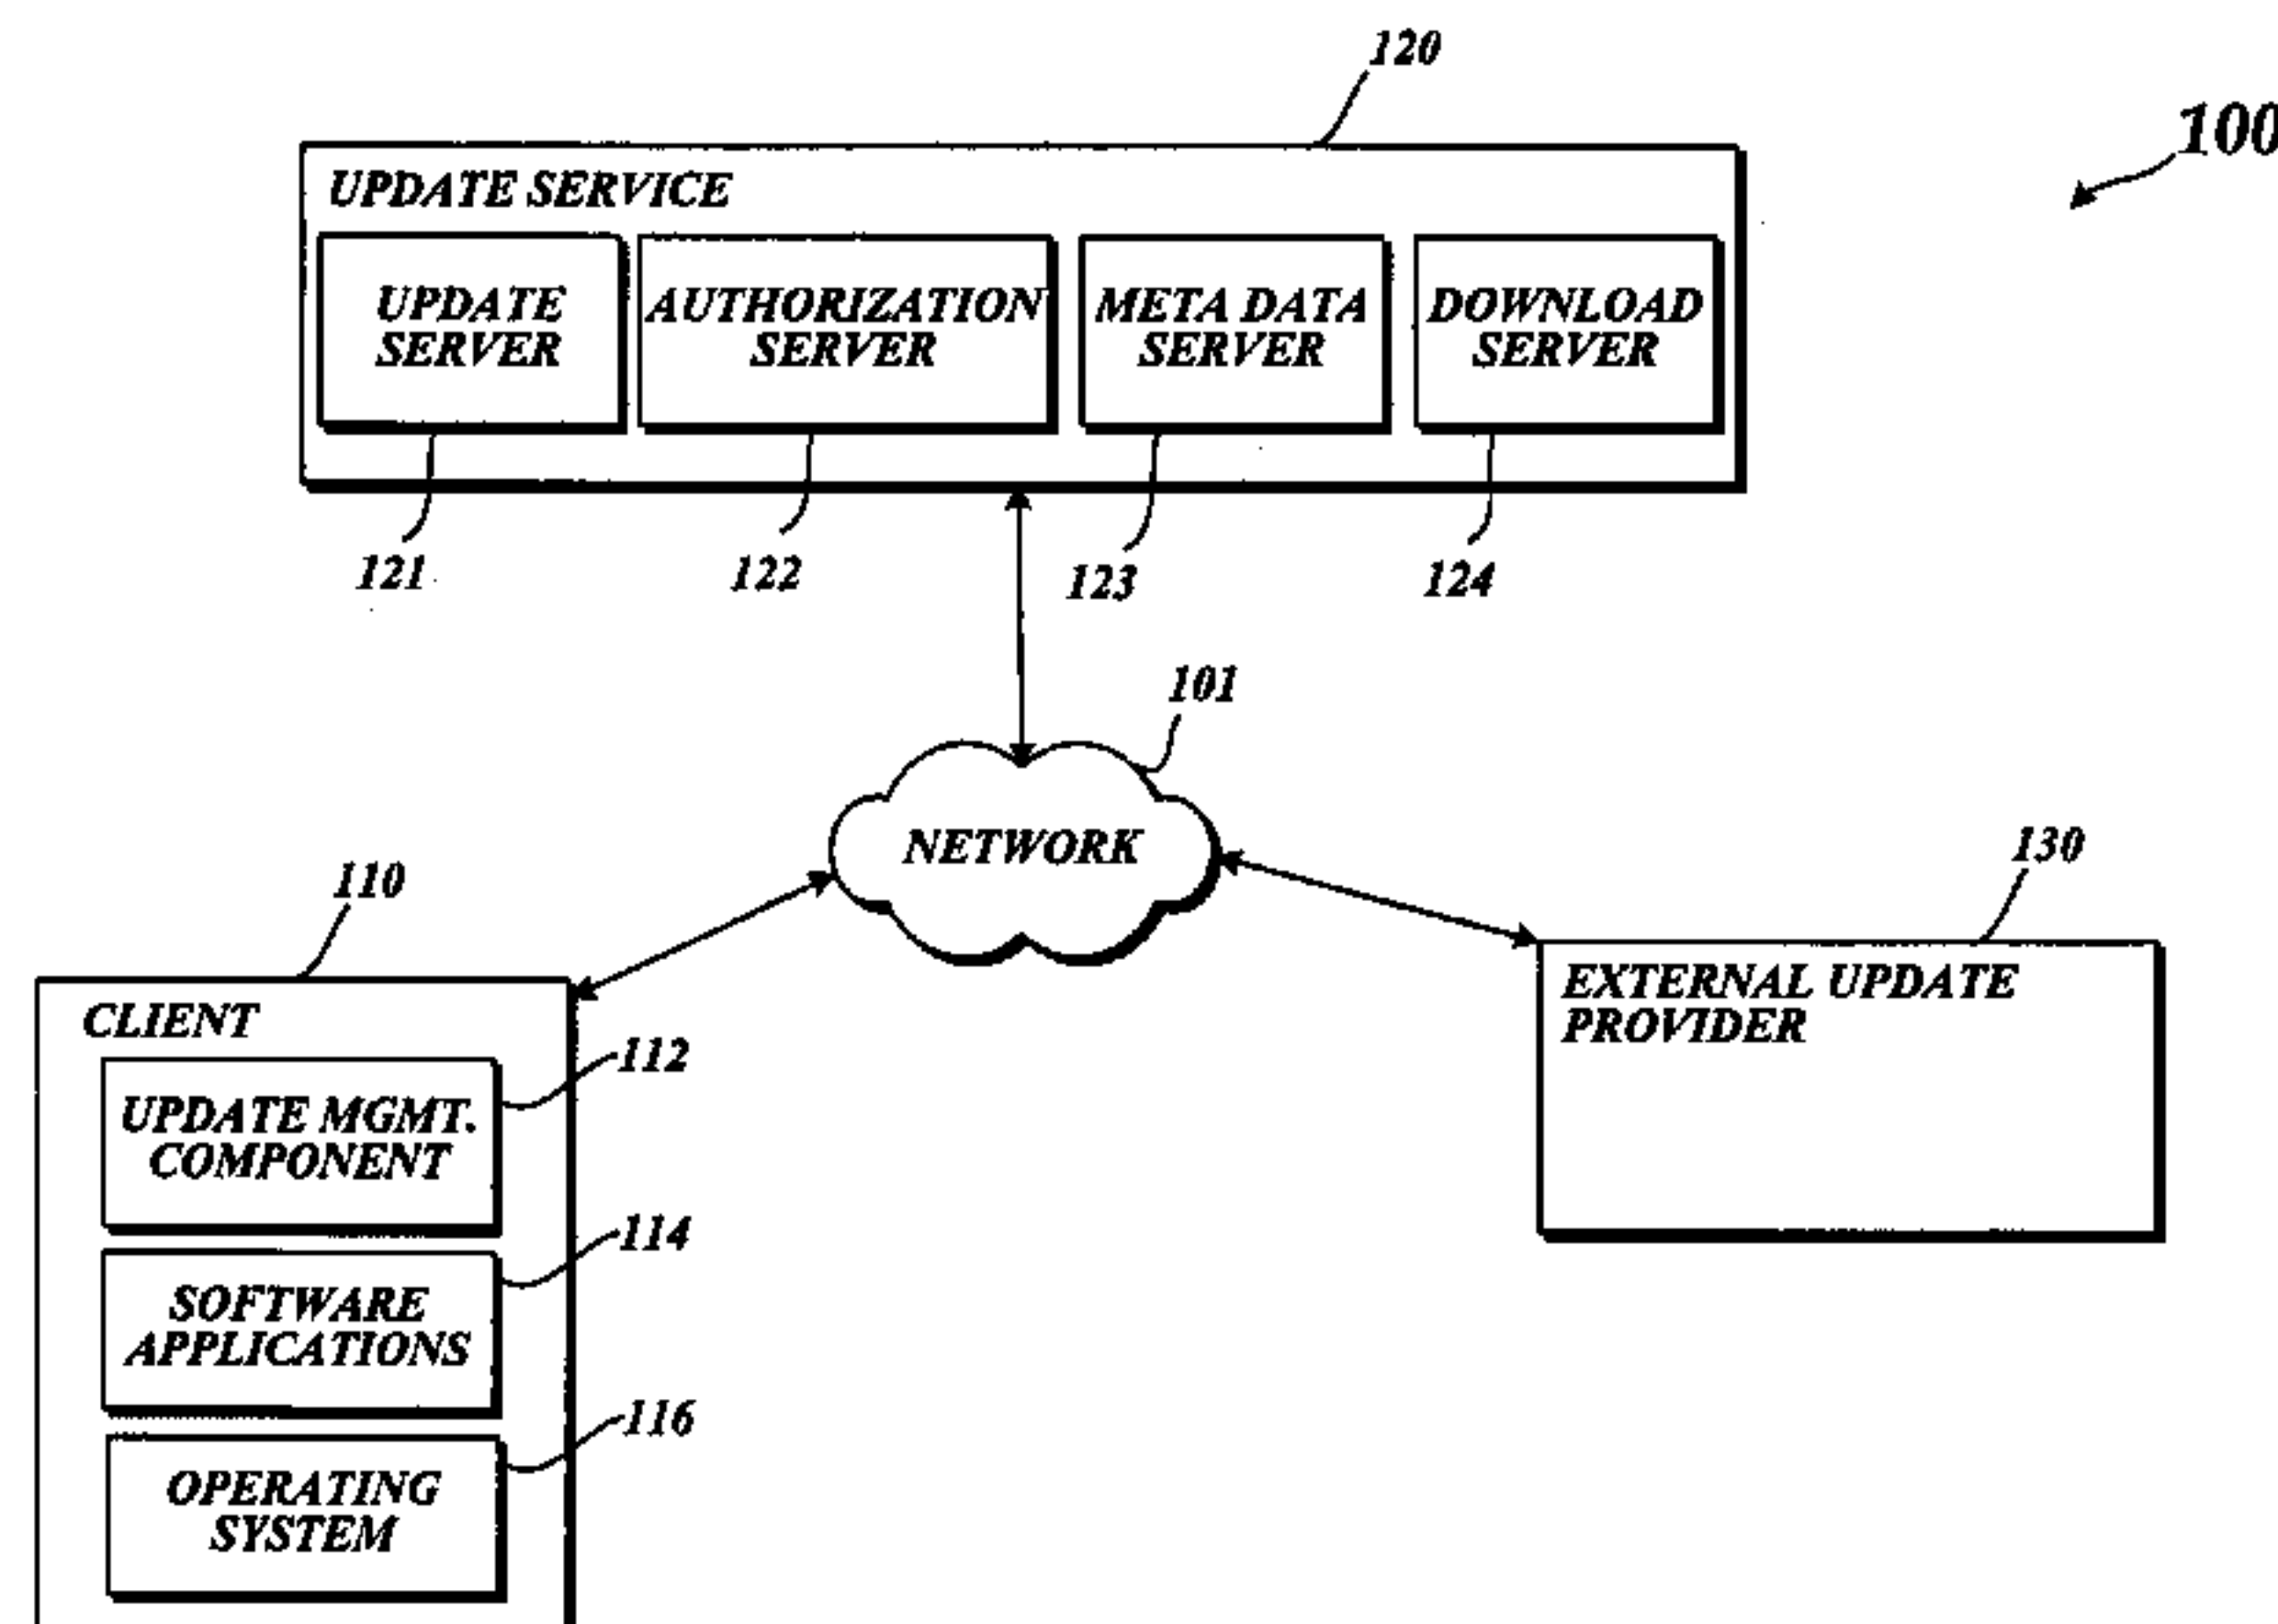 120
100
UPDATE SERVICE
UPDATE
SERVER
AUTHORIZATION
SERVER
META DATA
SERVER
DOWNLOAD
SERVER
121
122
123
124
101
NETWORK
130
110
EXTERNAL UPDATE
PROVIDER
CLIENT
112
UPDATE MGMT.
COMPONENT
114
SOFTWARE
APPLICATIONS
116
OPERATING
SYSTEM